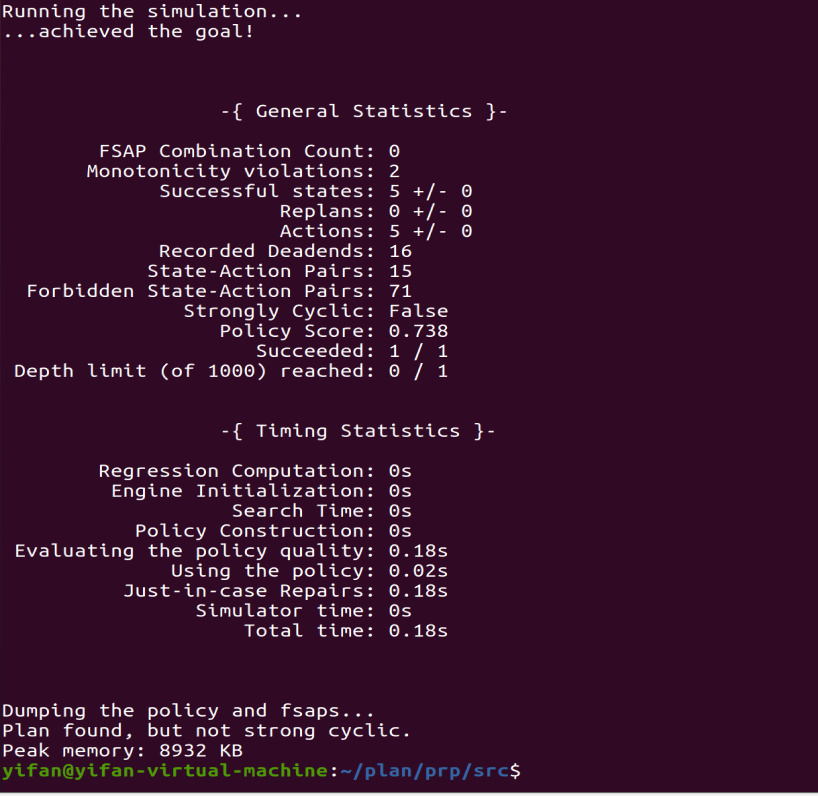 Running the simulation...
...achieved the goal!
-{ General Statistics }-
FSAP Combination Count: 0
Monotonicity violations: 2
Successful states: 5 +/- 0
Replans: 0 +/- 0
Actions: 5 +/- 0
Recorded Deadends: 16
State-Action Pairs: 15
Forbidden State-Action Pairs: 71
Strongly Cyclic: False
Policy Score: 0.738
Succeeded: 1 / 1
Depth limit (of 1000) reached: 0 / 1
-{ Timing Statistics }-
Regression Computation: 0s
Engine Initialization: 0s
Search Time: 0s
Policy Construction: 0s
Evaluating the policy quality: 0.18s
Using the policy: 0.02s
Just-in-case Repairs: 0.18s
Simulator time: 0s
Total time: 0.18s
Dumping the policy and fsaps...
Plan found, but not strong cyclic.
Peak memory: 8932 KB
yifan@yifan-virtual-machine:~/plan/prp/src$